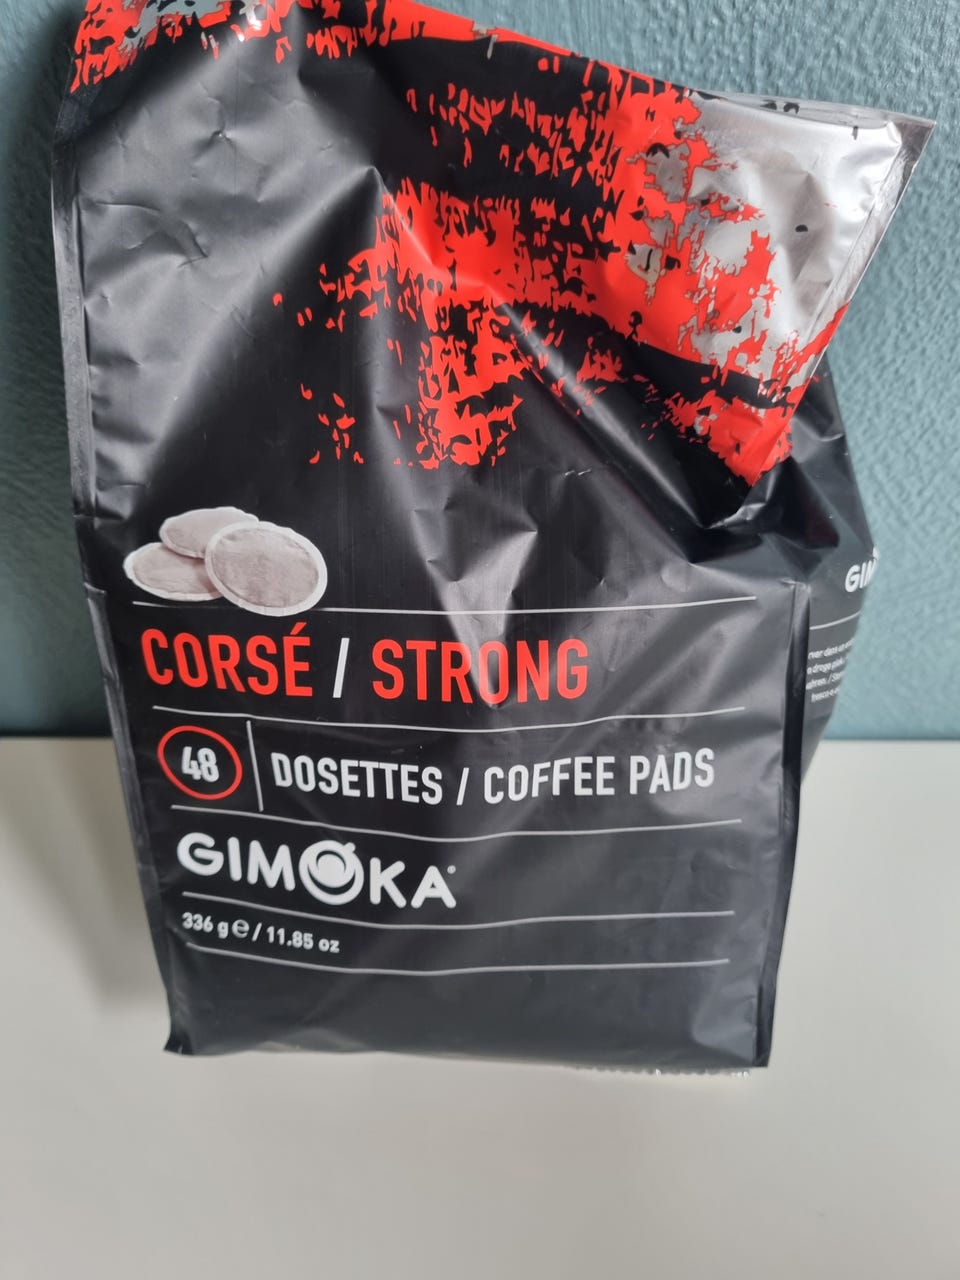 CORSÉ / STRONG
48
DOSETTES / COFFEE PADS
GIMOKA
336 g ℮ / 11.85 oz